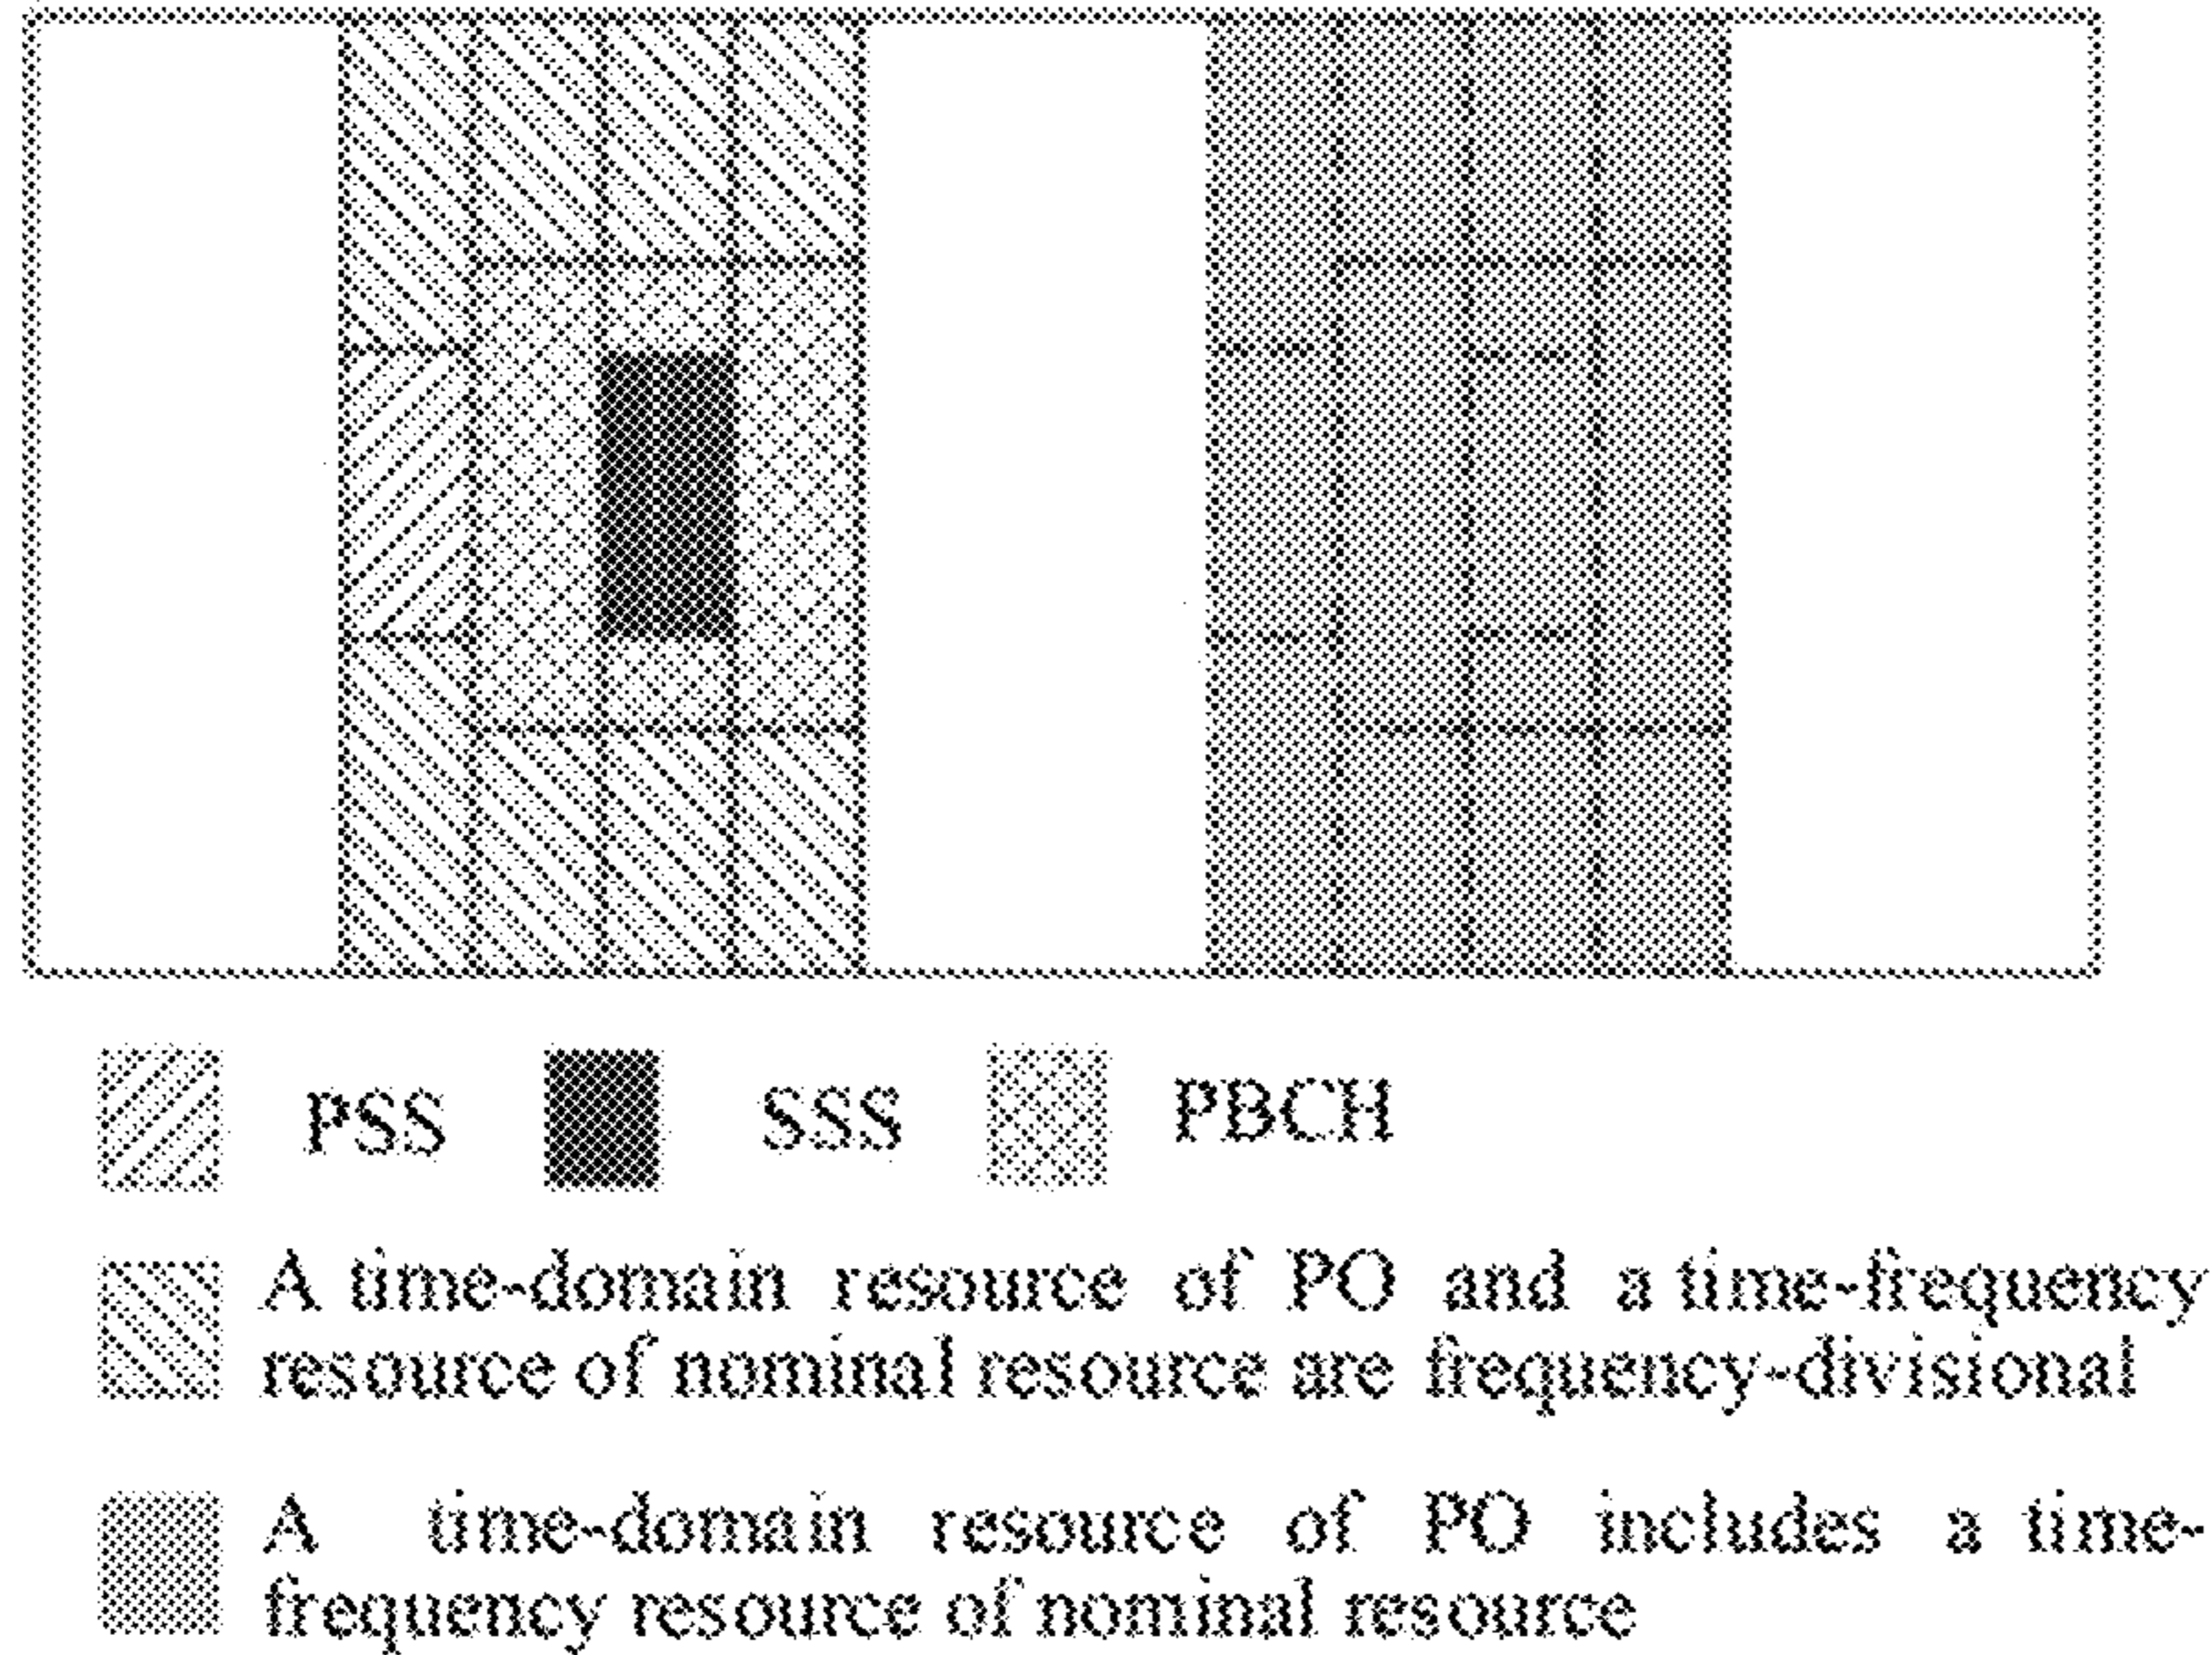 PSS SSS PBCH
A time-domain resource of PO and a time-frequency
resource of nominal resource are frequency-divisional
A time-domain resource of PO includes a time-
frequency resource of nominal resource